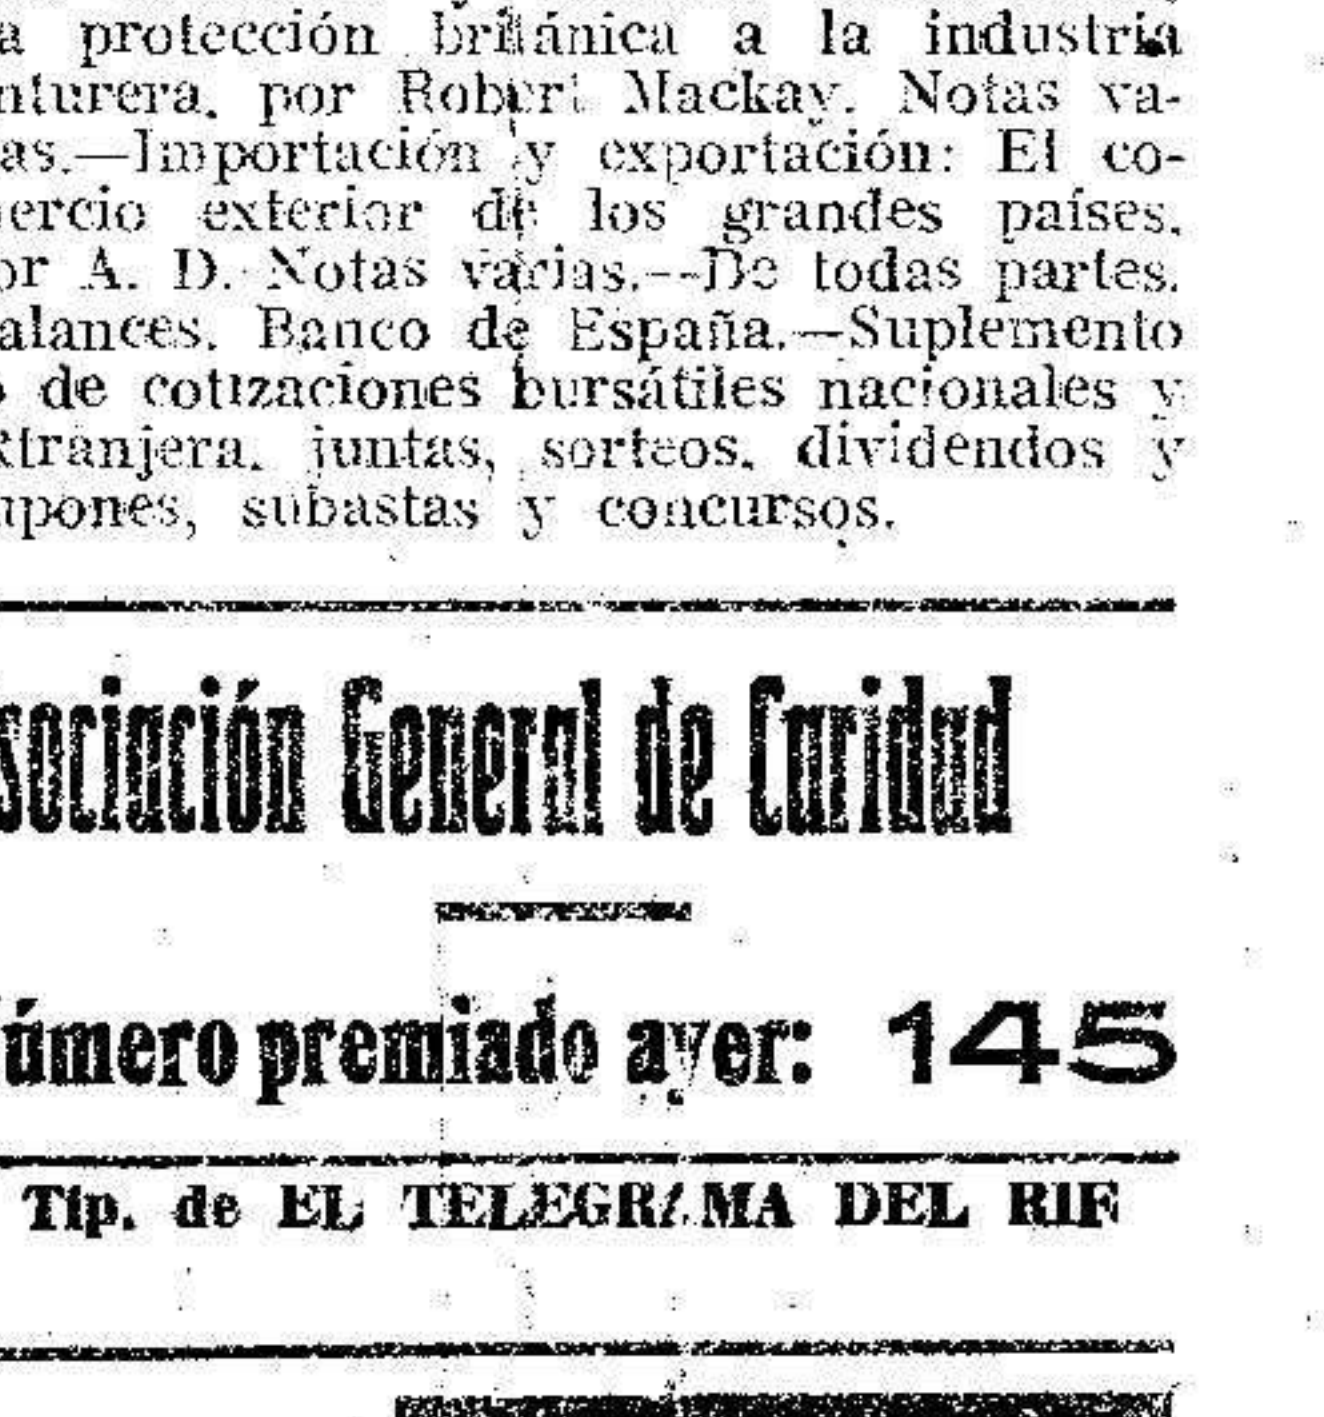 a protección británica a la industria
nturera, por Robert Mackay. Notas va-
as.—Importación y exportación: El co-
ercio exterior de los grandes países,
or A. D. Notas varias.—De todas partes.
alances. Banco de España.—Suplemento
o de cotizaciones bursátiles nacionales y
xtranjera, juntas, sorteos, dividendos y
upones, subastas y concursos.
sociación General de Caridad
úmero premiado ayer: 145
Tip. de EL TELEGRAMA DEL RIF